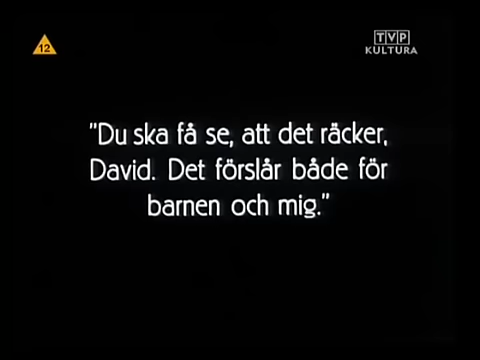 12
TVP
KULTURA
"Du ska få se, att det räcker,
David. Det förslår både för
barnen och mig."